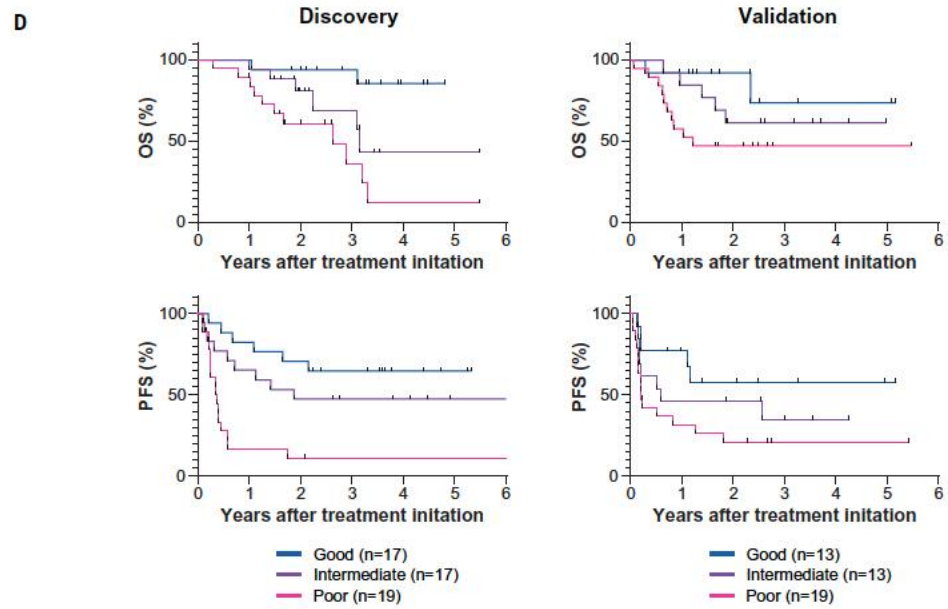 D
Discovery
Validation
100
50
0
OS (%)
0 1 2 3 4 5 6
Years after treatment initation
100
50
0
OS (%)
0 1 2 3 4 5 6
Years after treatment initation
100
50
0
PFS (%)
0 1 2 3 4 5 6
Years after treatment initation
100
50
0
PFS (%)
0 1 2 3 4 5 6
Years after treatment initation
Good (n=17)
Intermediate (n=17)
Poor (n=19)
Good (n=13)
Intermediate (n=13)
Poor (n=19)